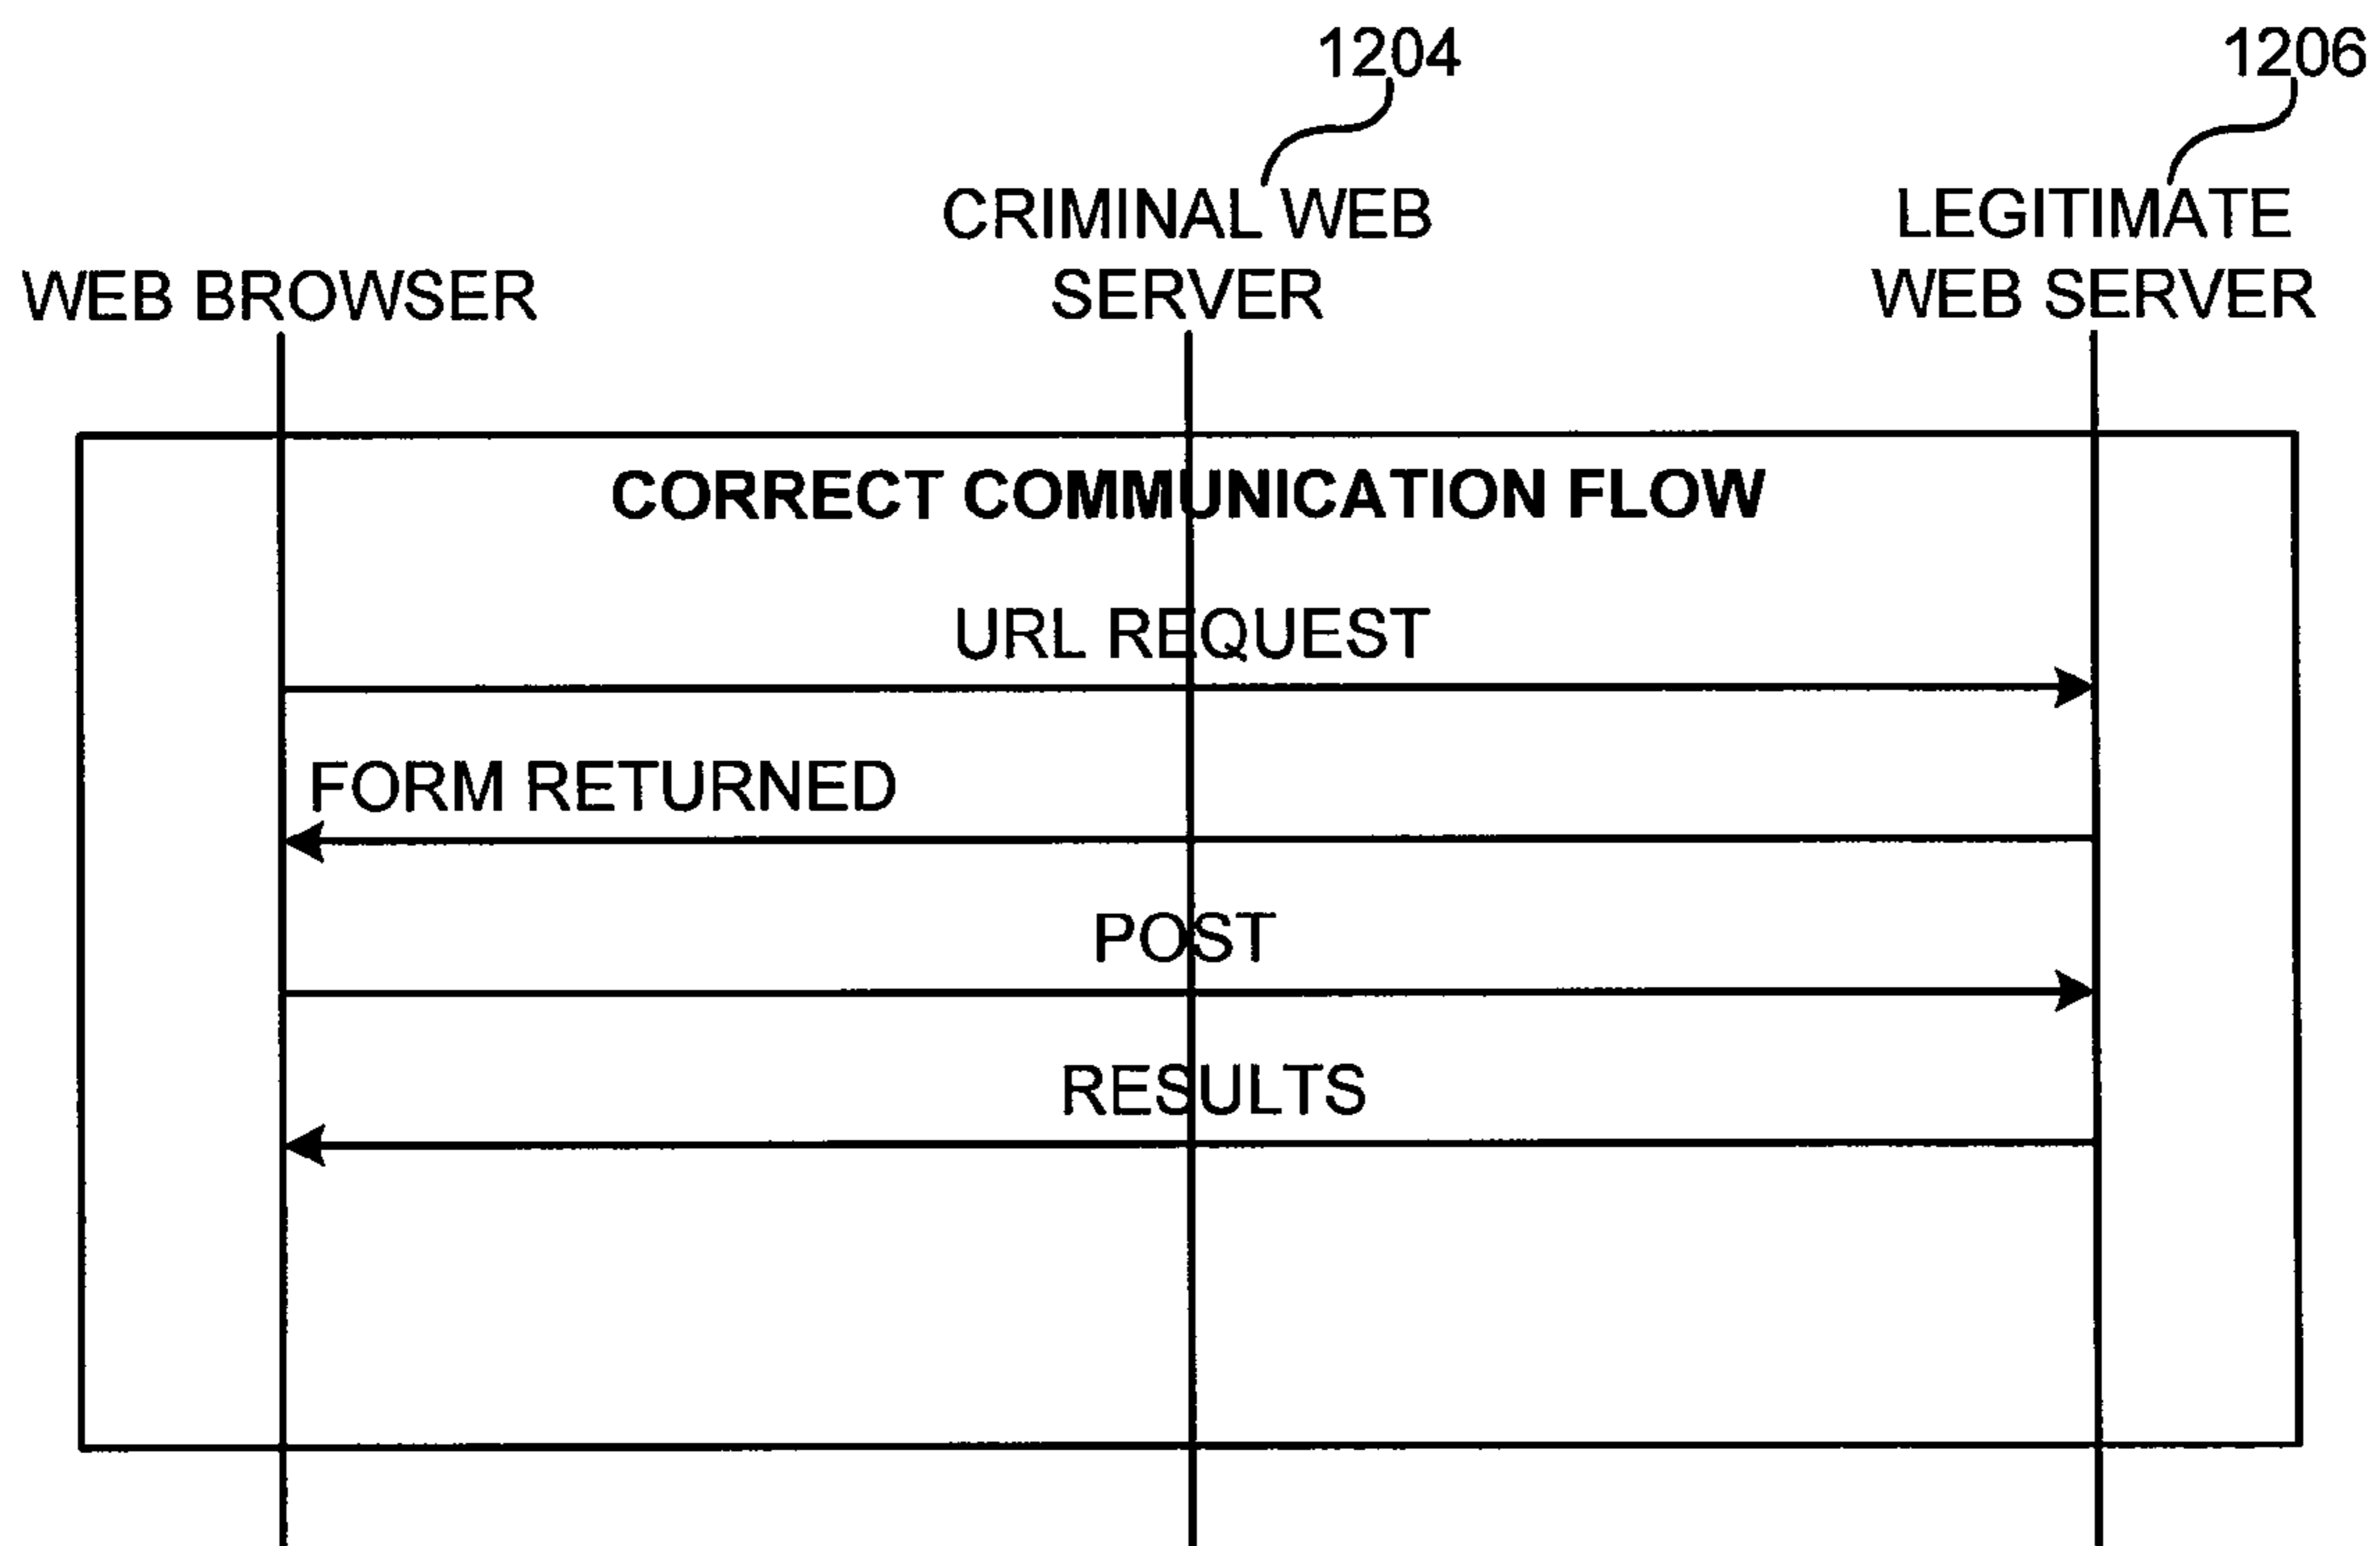 1204
1206
CRIMINAL WEB
LEGITIMATE
WEB BROWSER
SERVER
WEB SERVER
CORRECT COMMUNICATION FLOW
URL REQUEST
FORM RETURNED
POST
RESULTS